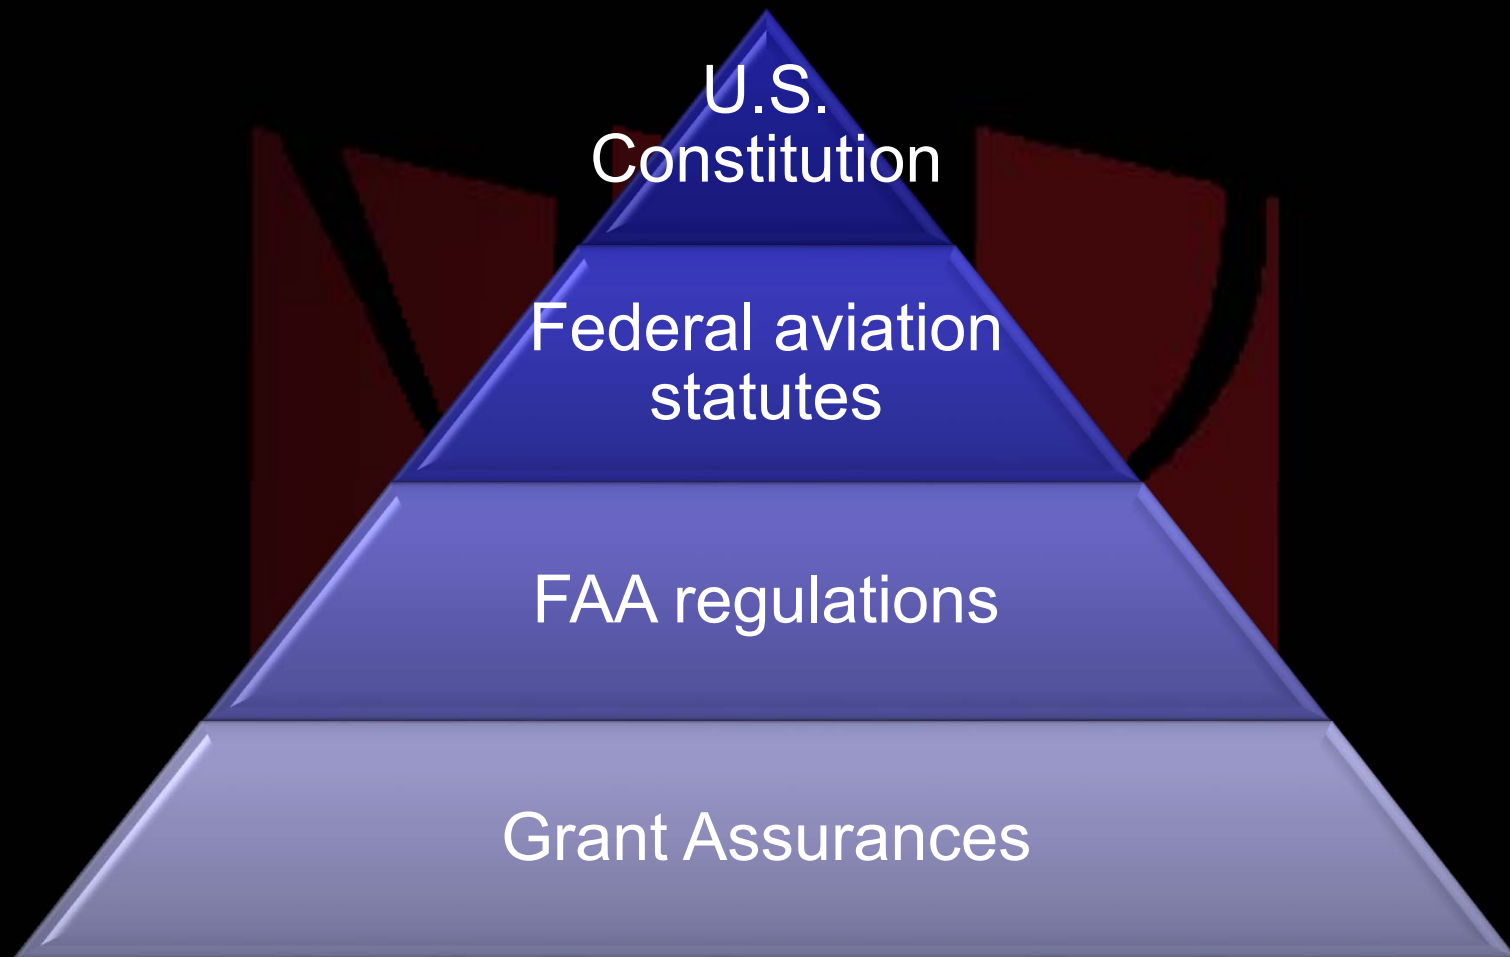 U.S.
Constitution
Federal aviation
statutes
FAA regulations
Grant Assurances